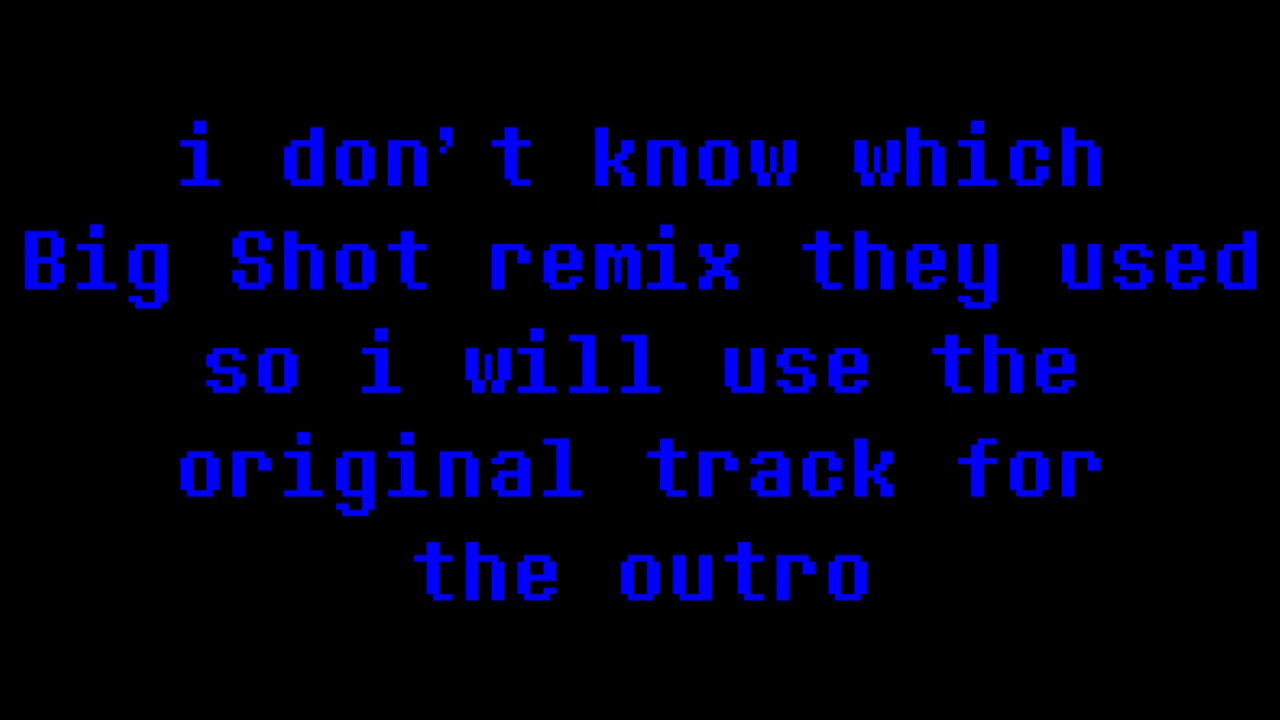 i don't know which
Big Shot remix they used
so i will use the
original track for
the outro